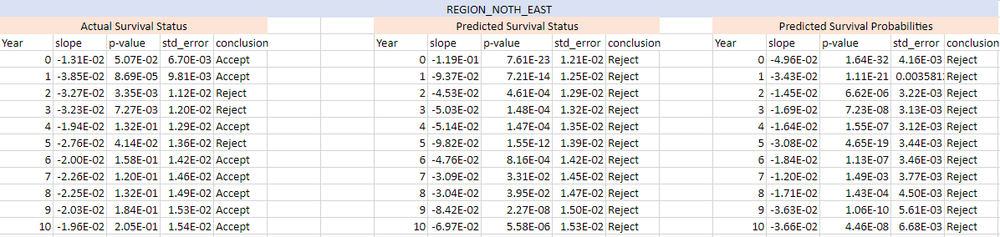 REGION_NOTH_EAST
Actual Survival Status Predicted Survival Status Predicted Survival Probabilities
Year slope p-value std_error conclusion Year slope p-value std_error conclusion Year slope p-value std_error conclusion
0 -1.31E-02 5.07E-02 6.70E-03 Accept 0 -1.19E-01 7.61E-23 1.21E-02 Reject 0 -4.96E-02 1.64E-32 4.16E-03 Reject
1 -3.85E-02 8.69E-05 9.81E-03 Accept 1 -9.37E-02 7.21E-14 1.25E-02 Reject 1 -3.43E-02 1.11E-21 0.003581 Reject
2 -3.27E-02 3.35E-03 1.12E-02 Reject 2 -4.53E-02 4.61E-04 1.29E-02 Reject 2 -1.45E-02 6.62E-06 3.22E-03 Reject
3 -3.23E-02 7.27E-03 1.20E-02 Reject 3 -5.03E-02 1.48E-04 1.32E-02 Reject 3 -1.69E-02 7.23E-08 3.13E-03 Reject
4 -1.94E-02 1.32E-01 1.29E-02 Accept 4 -5.14E-02 1.47E-04 1.35E-02 Reject 4 -1.64E-02 1.55E-07 3.12E-03 Reject
5 -2.76E-02 4.14E-02 1.36E-02 Reject 5 -9.82E-02 1.55E-12 1.39E-02 Reject 5 -3.08E-02 4.65E-19 3.44E-03 Reject
6 -2.00E-02 1.58E-01 1.42E-02 Accept 6 -4.76E-02 8.16E-04 1.42E-02 Reject 6 -1.84E-02 1.13E-07 3.46E-03 Reject
7 -2.26E-02 1.20E-01 1.46E-02 Accept 7 -3.09E-02 3.31E-02 1.45E-02 Reject 7 -1.20E-02 1.49E-03 3.77E-03 Reject
8 -2.25E-02 1.32E-01 1.49E-02 Accept 8 -3.04E-02 3.95E-02 1.47E-02 Reject 8 -1.71E-02 1.43E-04 4.50E-03 Reject
9 -2.03E-02 1.84E-01 1.53E-02 Accept 9 -8.42E-02 2.27E-08 1.50E-02 Reject 9 -3.63E-02 1.06E-10 5.61E-03 Reject
10 -1.96E-02 2.05E-01 1.54E-02 Accept 10 -6.97E-02 5.58E-06 1.53E-02 Reject 10 -3.66E-02 4.46E-08 6.68E-03 Reject